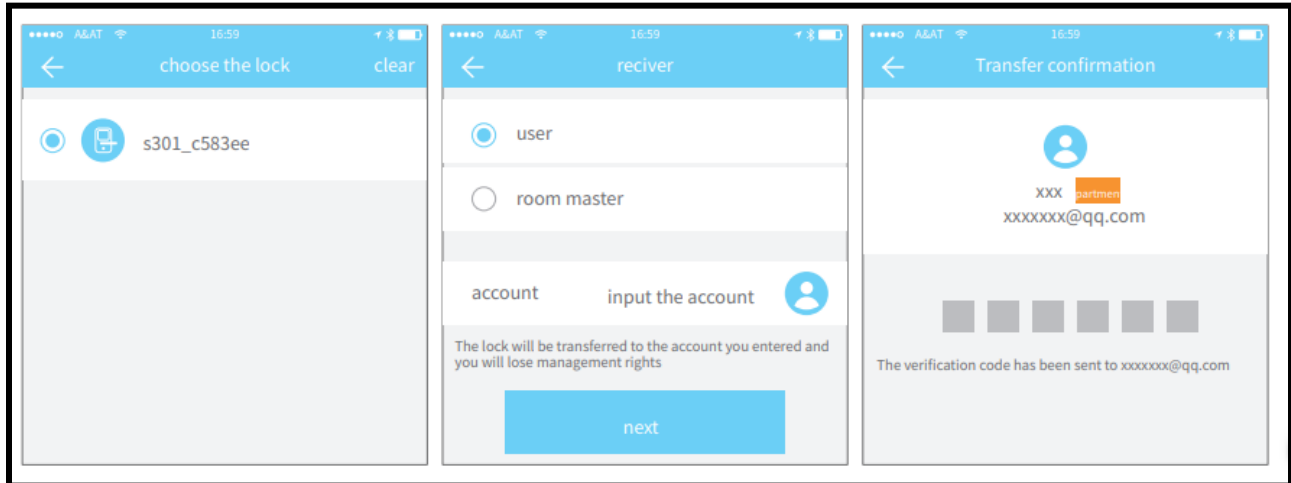 A&AT 16:59
choose the lock clear
s301_c583ee
A&AT 16:59
reciver
user
room master
account input the account
The lock will be transferred to the account you entered and
you will lose management rights
next
A&AT 16:59
Transfer confirmation
xxx partmen
xxxxxxx@qq.com
The verification code has been sent to xxxxxxx@qq.com